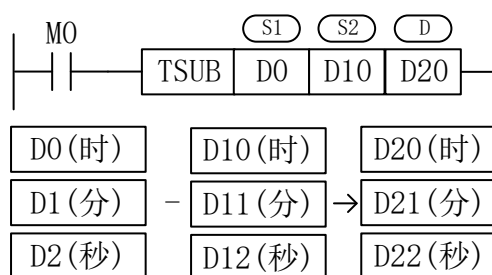 M0 S1 S2 D
TSUB D0 D10 D20
D0(时) D10(时) D20(时)
D1(分) - D11(分) → D21(分)
D2(秒) D12(秒) D22(秒)